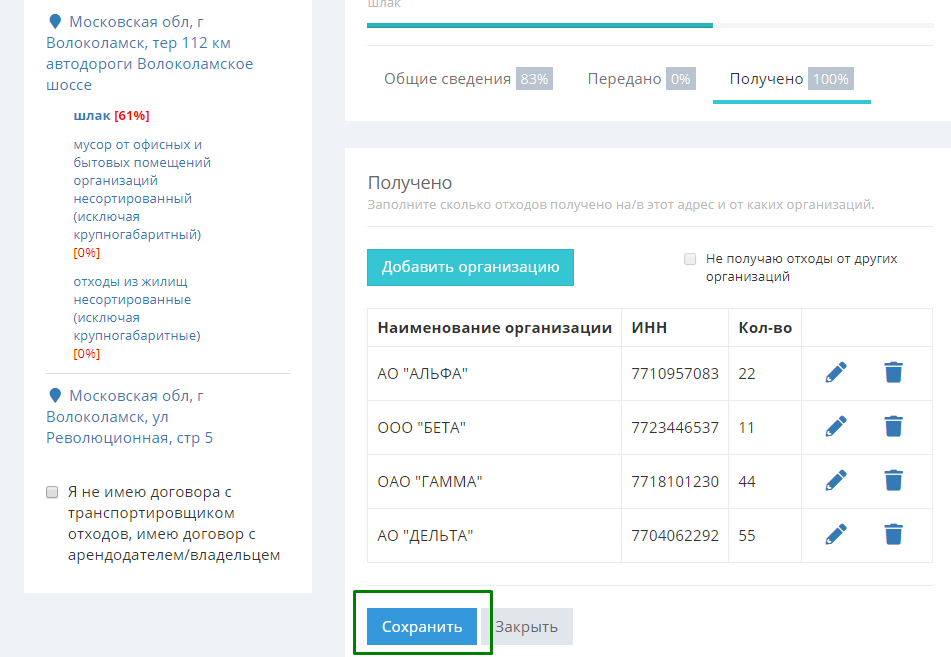 Московская обл, г
Волоколамск, тер 112 км
автодороги Волоколамское
шоссе
шлак [61%]
мусор от офисных и
бытовых помещений
организаций
несортированный
(исключая
крупногабаритный)
[0%]
отходы из жилищ
несортированные
(исключая
крупногабаритные)
[0%]
Московская обл, г
Волоколамск, ул
Революционная, стр 5
Я не имею договора с
транспортировщиком
отходов, имею договор с
арендодателем/владельцем
шлак
Общие сведения 83% Передано 0% Получено 100%
Получено
Заполните сколько отходов получено на/в этот адрес и от каких организаций.
Добавить организацию
Не получаю отходы от других
организаций
Наименование организации ИНН Кол-во
АО "АЛЬФА" 7710957083 22
ООО "БЕТА" 7723446537 11
ОАО "ГАММА" 7718101230 44
АО "ДЕЛЬТА" 7704062292 55
Сохранить Закрыть